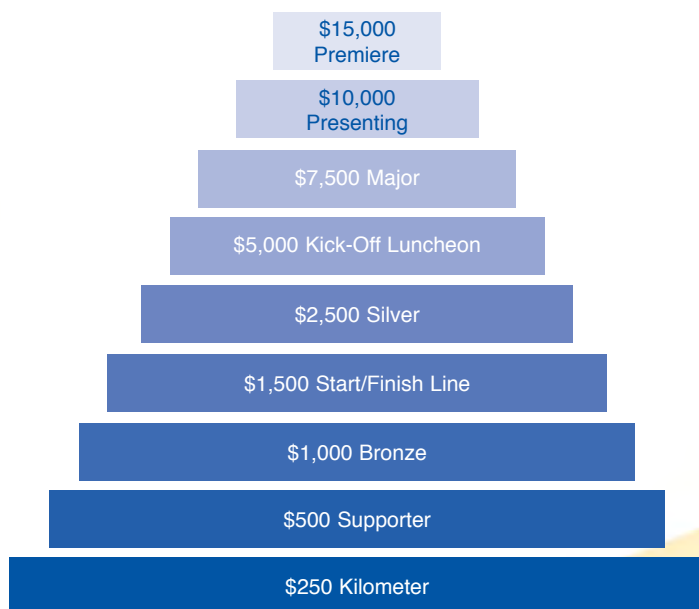 $15,000
Premiere
$10,000
Presenting
$7,500 Major
$5,000 Kick-Off Luncheon
$2,500 Silver
$1,500 Start/Finish Line
$1,000 Bronze
$500 Supporter
$250 Kilometer